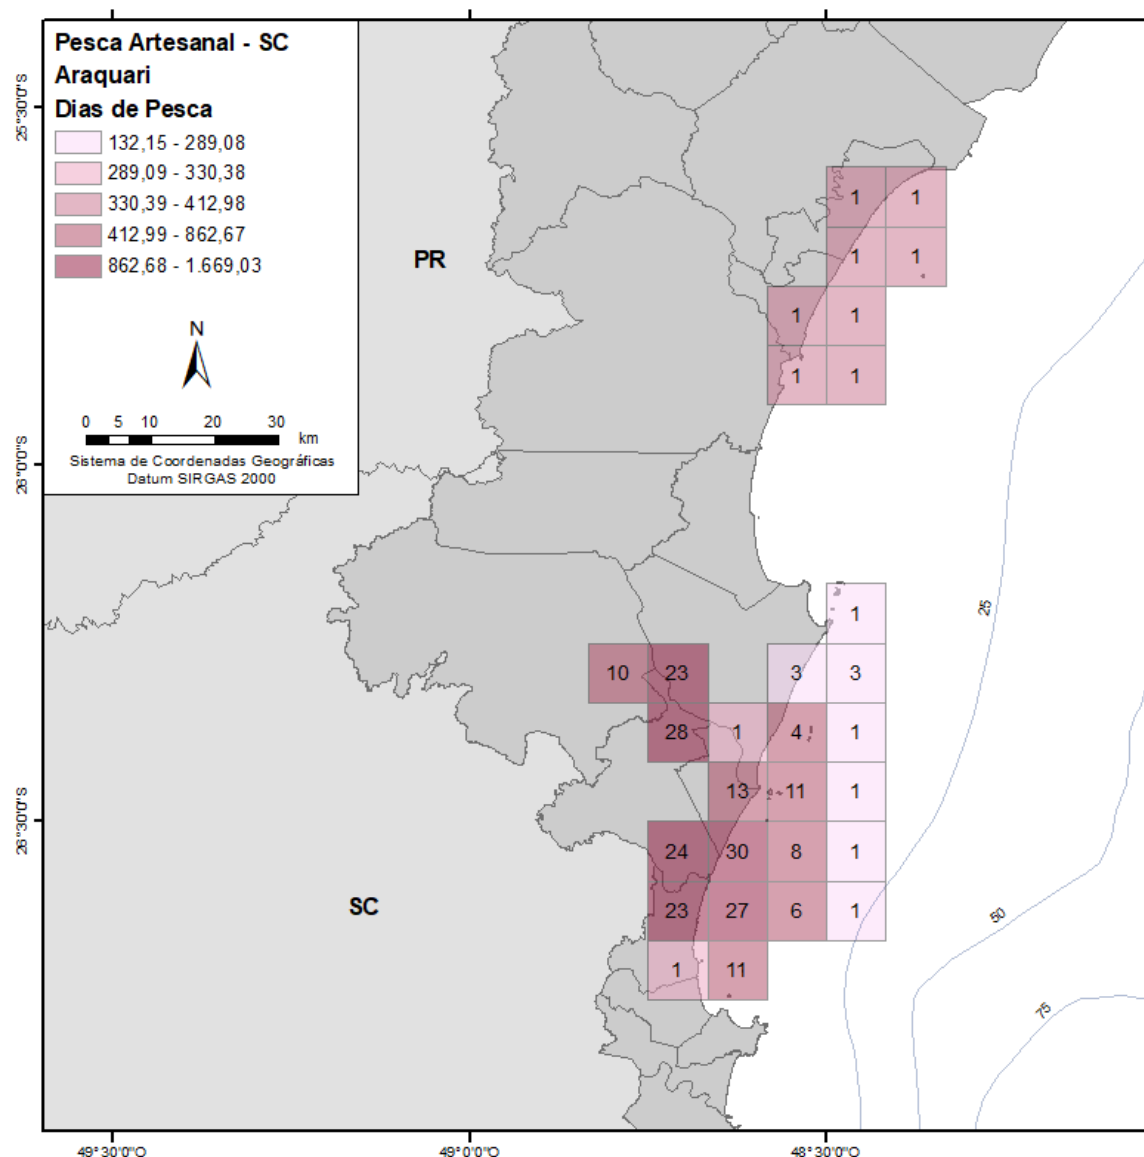 Pesca Artesanal - SC
Araquari
Dias de Pesca
132,15 - 289,08
289,09 - 330,38
330,39 - 412,98
412,99 - 862,67
862,68 - 1.669,03
N
0 5 10 20 30 km
Sistema de Coordenadas Geográficas
Datum SIRGAS 2000
25°30'0"S
26°0'0"S
26°30'0"S
PR
SC
1 1
1 1
1 1
1 1
1
10 23 3 3
28 1 4 1
13 11 1
24 30 8 1
23 27 6 1
1 11
25
50
75
49°30'0"O 49°0'0"O 48°30'0"O